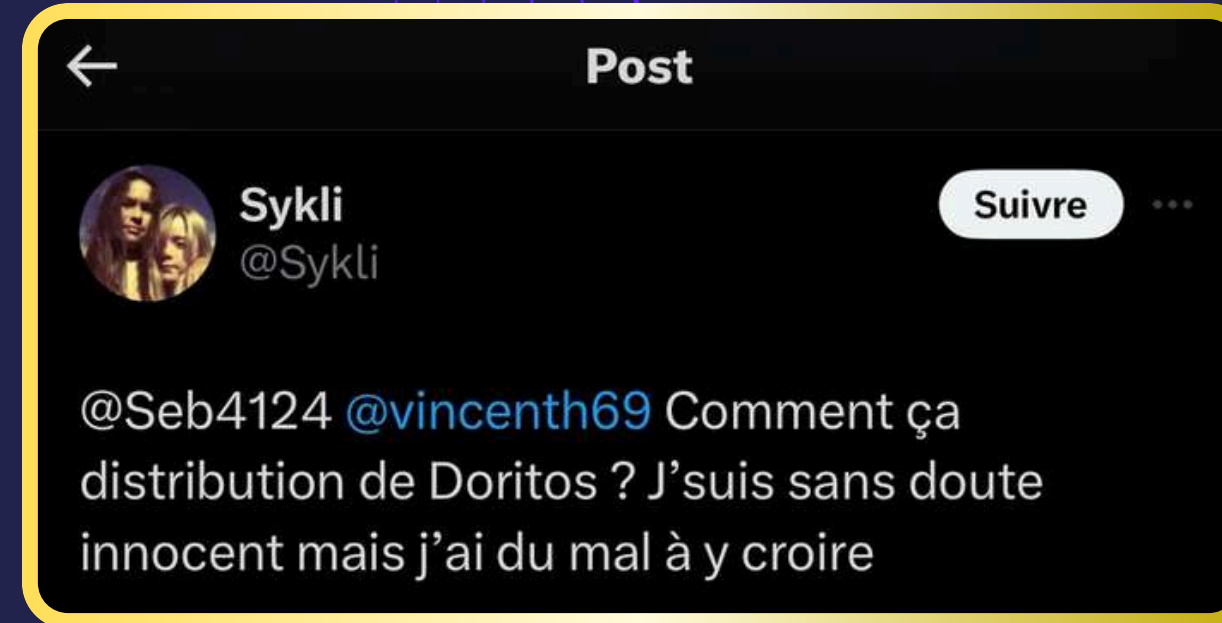 Post
Sykli
@Sykli
Suivre
@Seb4124 @vincenth69 Comment ça
distribution de Doritos ? J’suis sans doute
innocent mais j’ai du mal à y croire